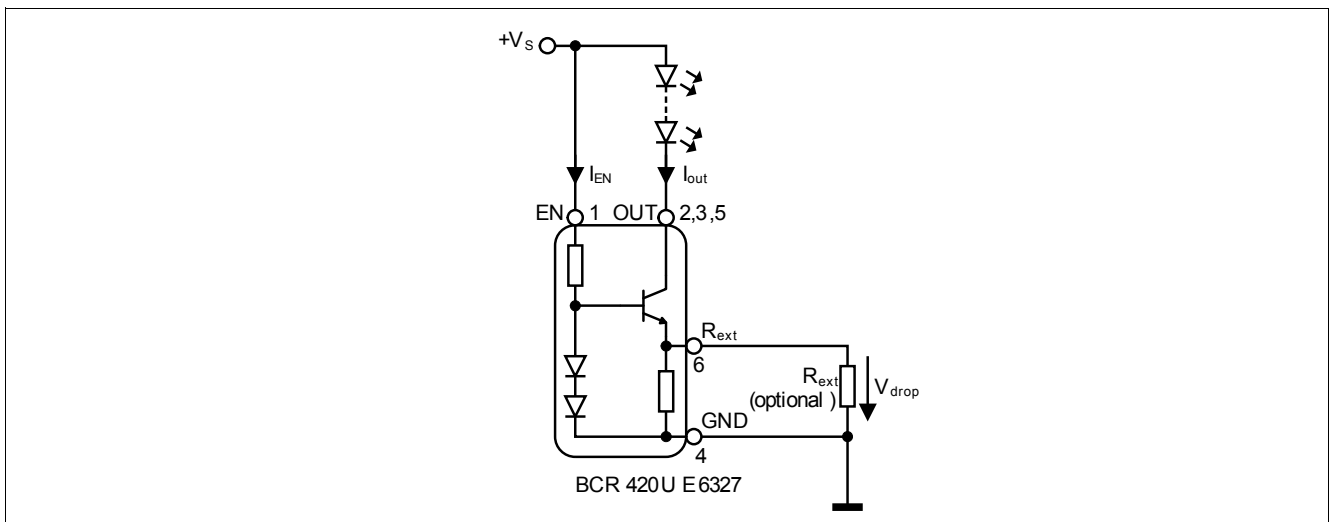 +VS
IEN
Iout
EN 1 OUT 2,3,5
Rext
6
Rext
(optional)
Vdrop
GND
4
BCR 420U E6327